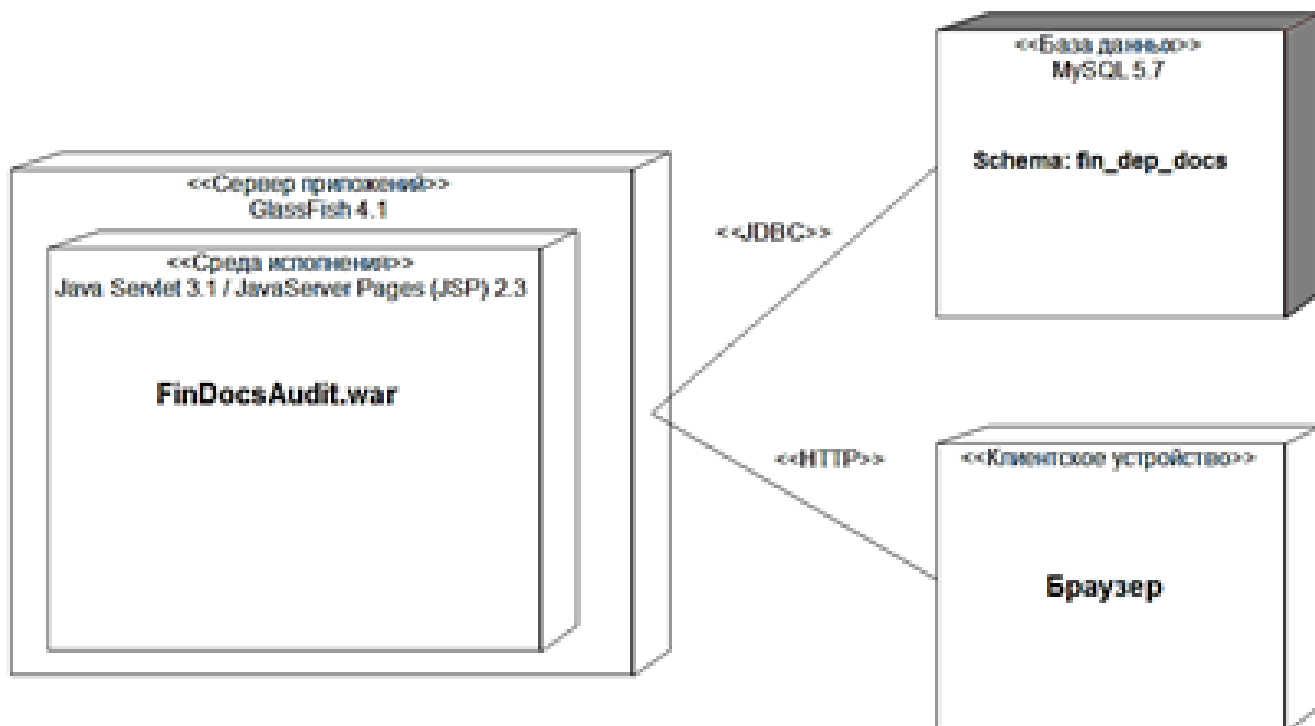 <<База данных>>
MySQL 5.7
Schema: fin_dep_docs
<<Сервер приложений>>
GlassFish 4.1
<<JDBC>>
<<Среда исполнения>>
Java Servlet 3.1 / JavaServer Pages (JSP) 2.3
FinDocsAudit.war
<<HTTP>>
<<Клиентское устройство>>
Браузер